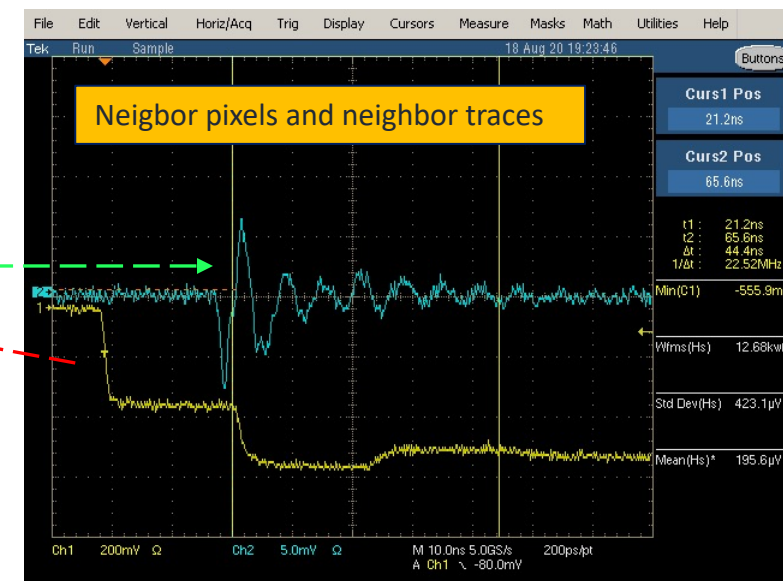 File Edit Vertical Horiz/Acq Trig Display Cursors Measure Masks Math Utilities Help
Tek Run Sample 18 Aug 20 19:23:46
Buttons
Neigbor pixels and neighbor traces
Curs1 Pos
21.2ns
Curs2 Pos
65.6ns
t1 : 21.2ns
t2 : 65.6ns
Δt : 44.4ns
1/Δt : 22.52MHz
Min(C1) -555.9m
Wfms(Hs) 12.68kw
Std Dev(Hs) 423.1µV
Mean(Hs)* 195.6µV
1
Ch1 200mV Ω Ch2 5.0mV Ω M 10.0ns 5.0GS/s 200ps/pt
A Ch1 -80.0mV